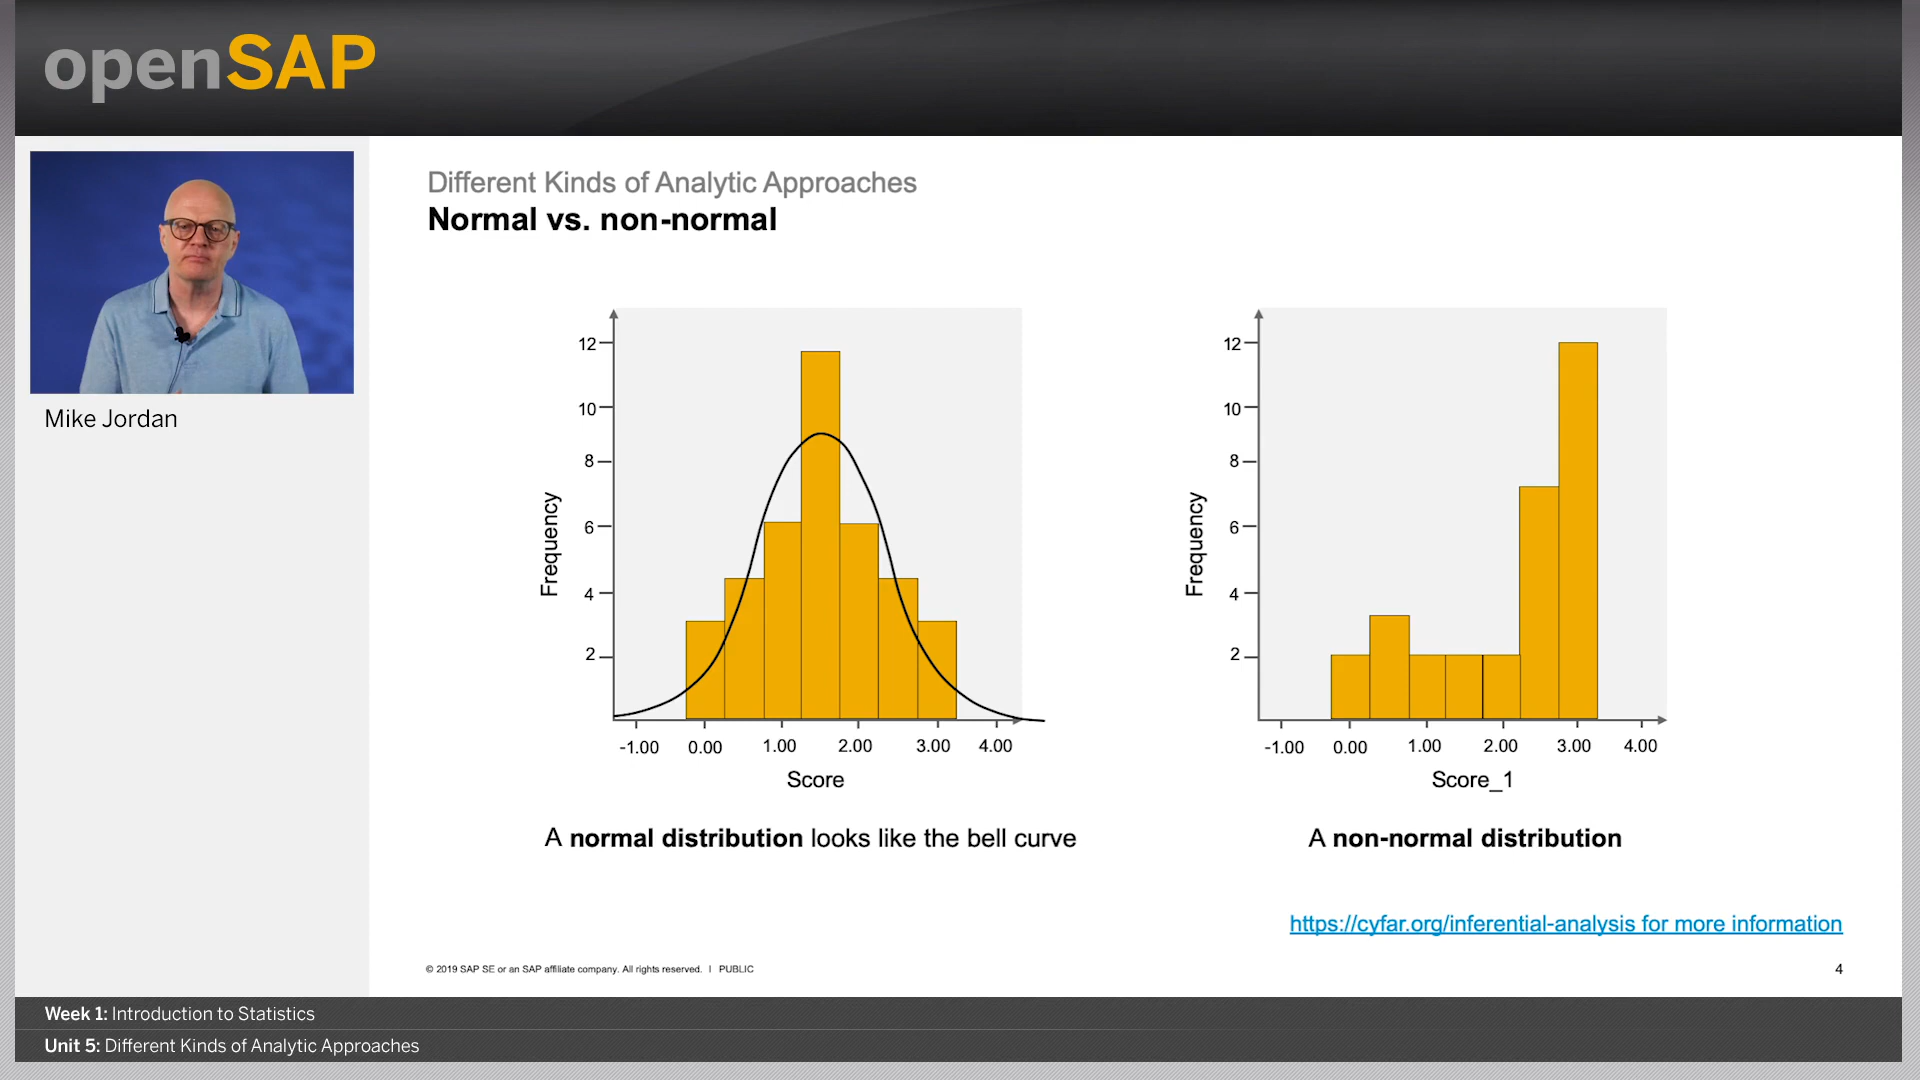 openSAP
Mike Jordan
Different Kinds of Analytic Approaches
Normal vs. non-normal
12
10
8
6
4
2
Frequency
-1.00 0.00 1.00 2.00 3.00 4.00
Score
A normal distribution looks like the bell curve
12
10
8
6
4
2
Frequency
-1.00 0.00 1.00 2.00 3.00 4.00
Score_1
A non-normal distribution
https://cyfar.org/inferential-analysis for more information
© 2019 SAP SE or an SAP affiliate company. All rights reserved. | PUBLIC
4
Week 1: Introduction to Statistics
Unit 5: Different Kinds of Analytic Approaches